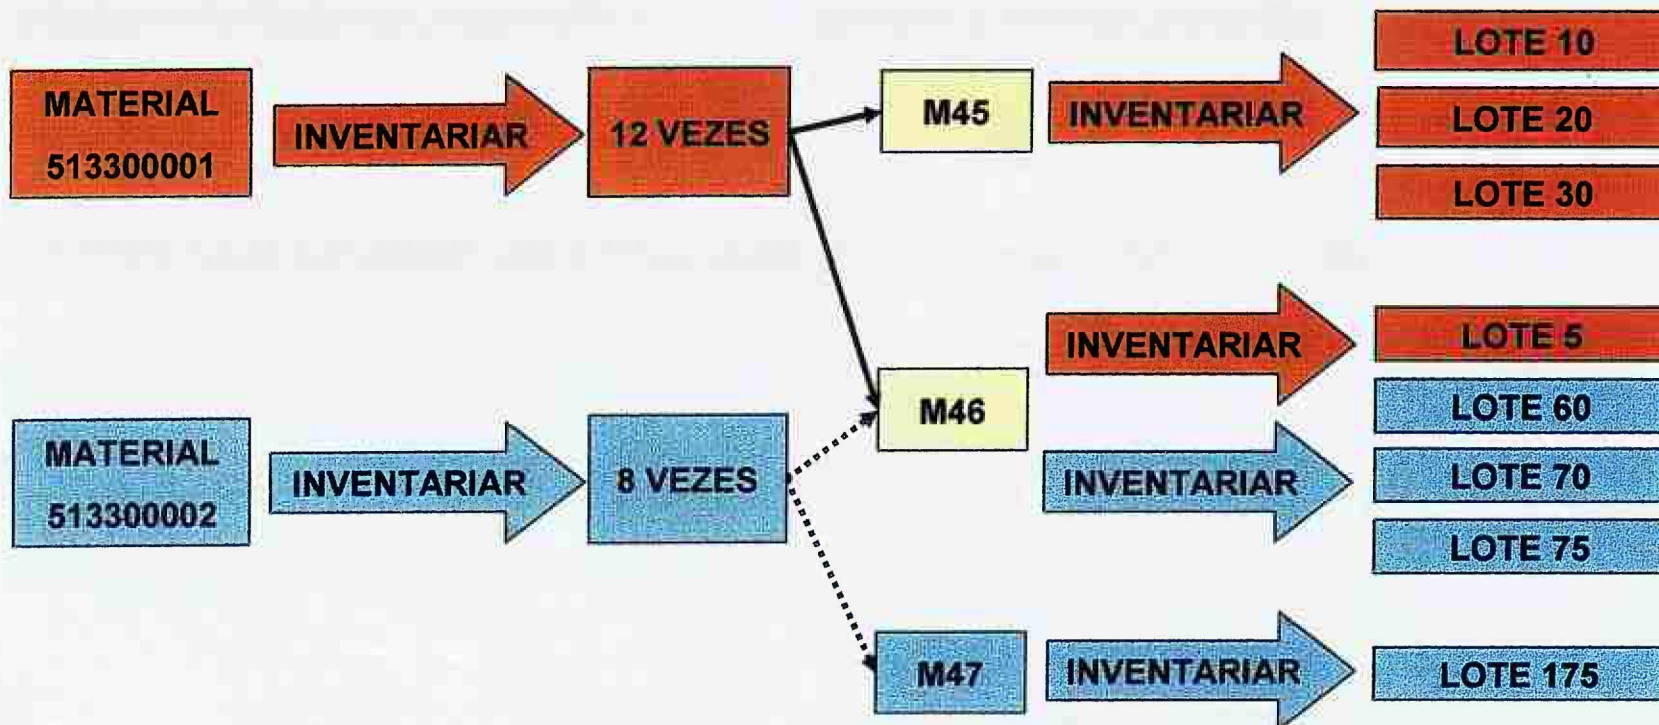 MATERIAL
513300001
INVENTARIAR
12 VEZES
M45
INVENTARIAR
LOTE 10
LOTE 20
LOTE 30
M46
INVENTARIAR
LOTE 5
MATERIAL
513300002
INVENTARIAR
8 VEZES
INVENTARIAR
LOTE 60
LOTE 70
LOTE 75
M47
INVENTARIAR
LOTE 175